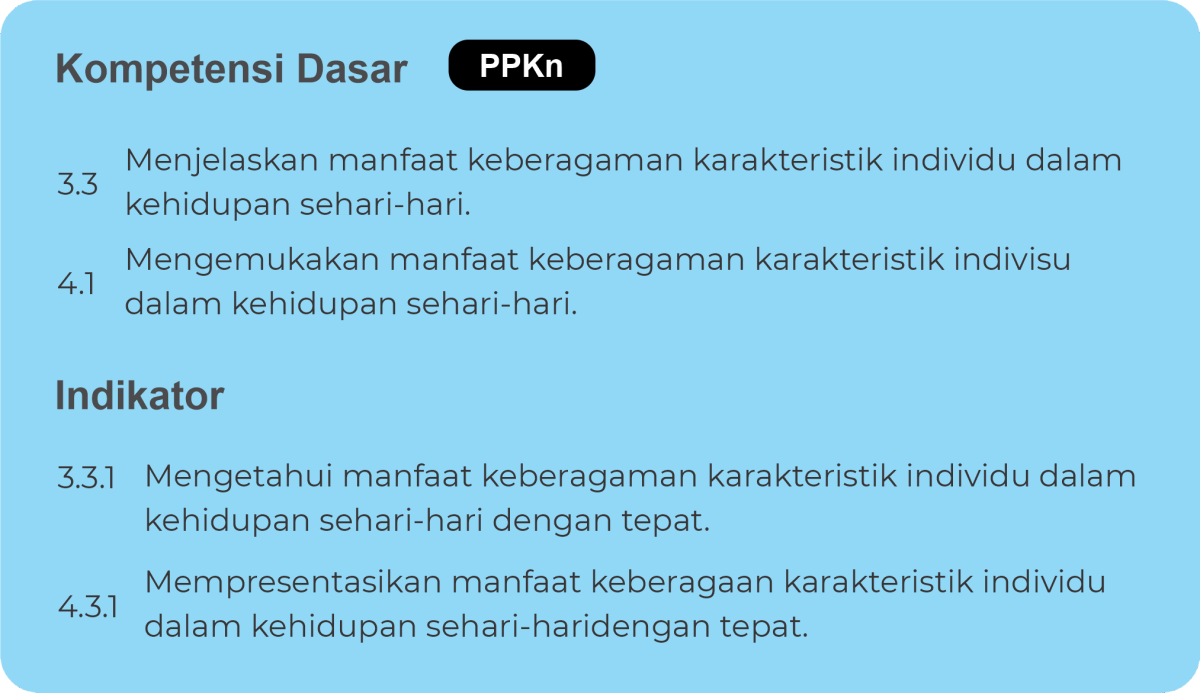 Kompetensi Dasar PPKn
3.3 Menjelaskan manfaat keberagaman karakteristik individu dalam
kehidupan sehari-hari.
4.1 Mengemukakan manfaat keberagaman karakteristik indivisu
dalam kehidupan sehari-hari.
Indikator
3.3.1 Mengetahui manfaat keberagaman karakteristik individu dalam
kehidupan sehari-hari dengan tepat.
4.3.1 Mempresentasikan manfaat keberagaan karakteristik individu
dalam kehidupan sehari-haridengan tepat.